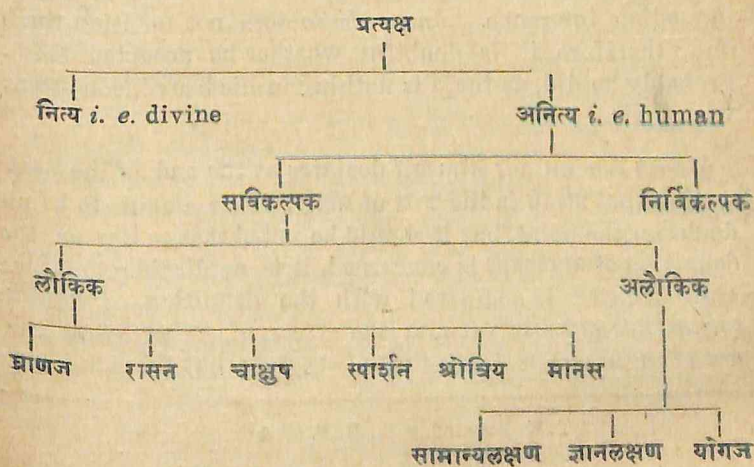 प्रत्यक्ष
नित्य i. e. divine अनित्य i. e. human
सविकल्पक निर्विकल्पक
लौकिक अलौकिक
घ्राणज रासन चाक्षुष स्पार्शन श्रोत्रिय मानस
सामान्यलक्षण ज्ञानलक्षण योगज